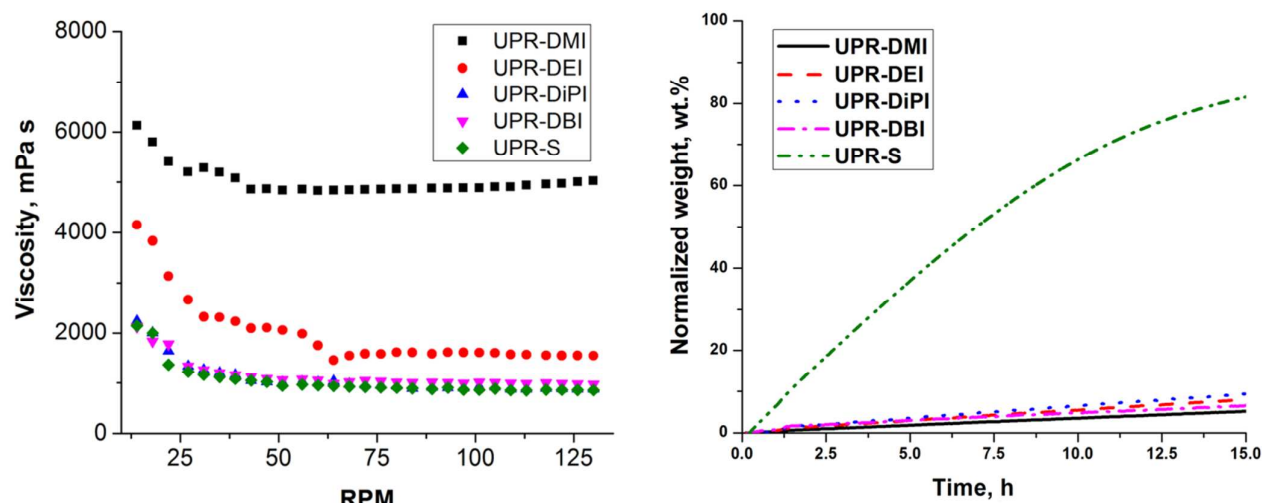 8000
6000
4000
2000
0
Viscosity, mPa s
UPR-DMI
UPR-DEI
UPR-DiPI
UPR-DBI
UPR-S
25
50
75
100
125
RPM
100
80
60
40
20
0
Normalized weight, wt.%
UPR-DMI
UPR-DEI
UPR-DiPI
UPR-DBI
UPR-S
0.0
2.5
5.0
7.5
10.0
12.5
15.0
Time, h